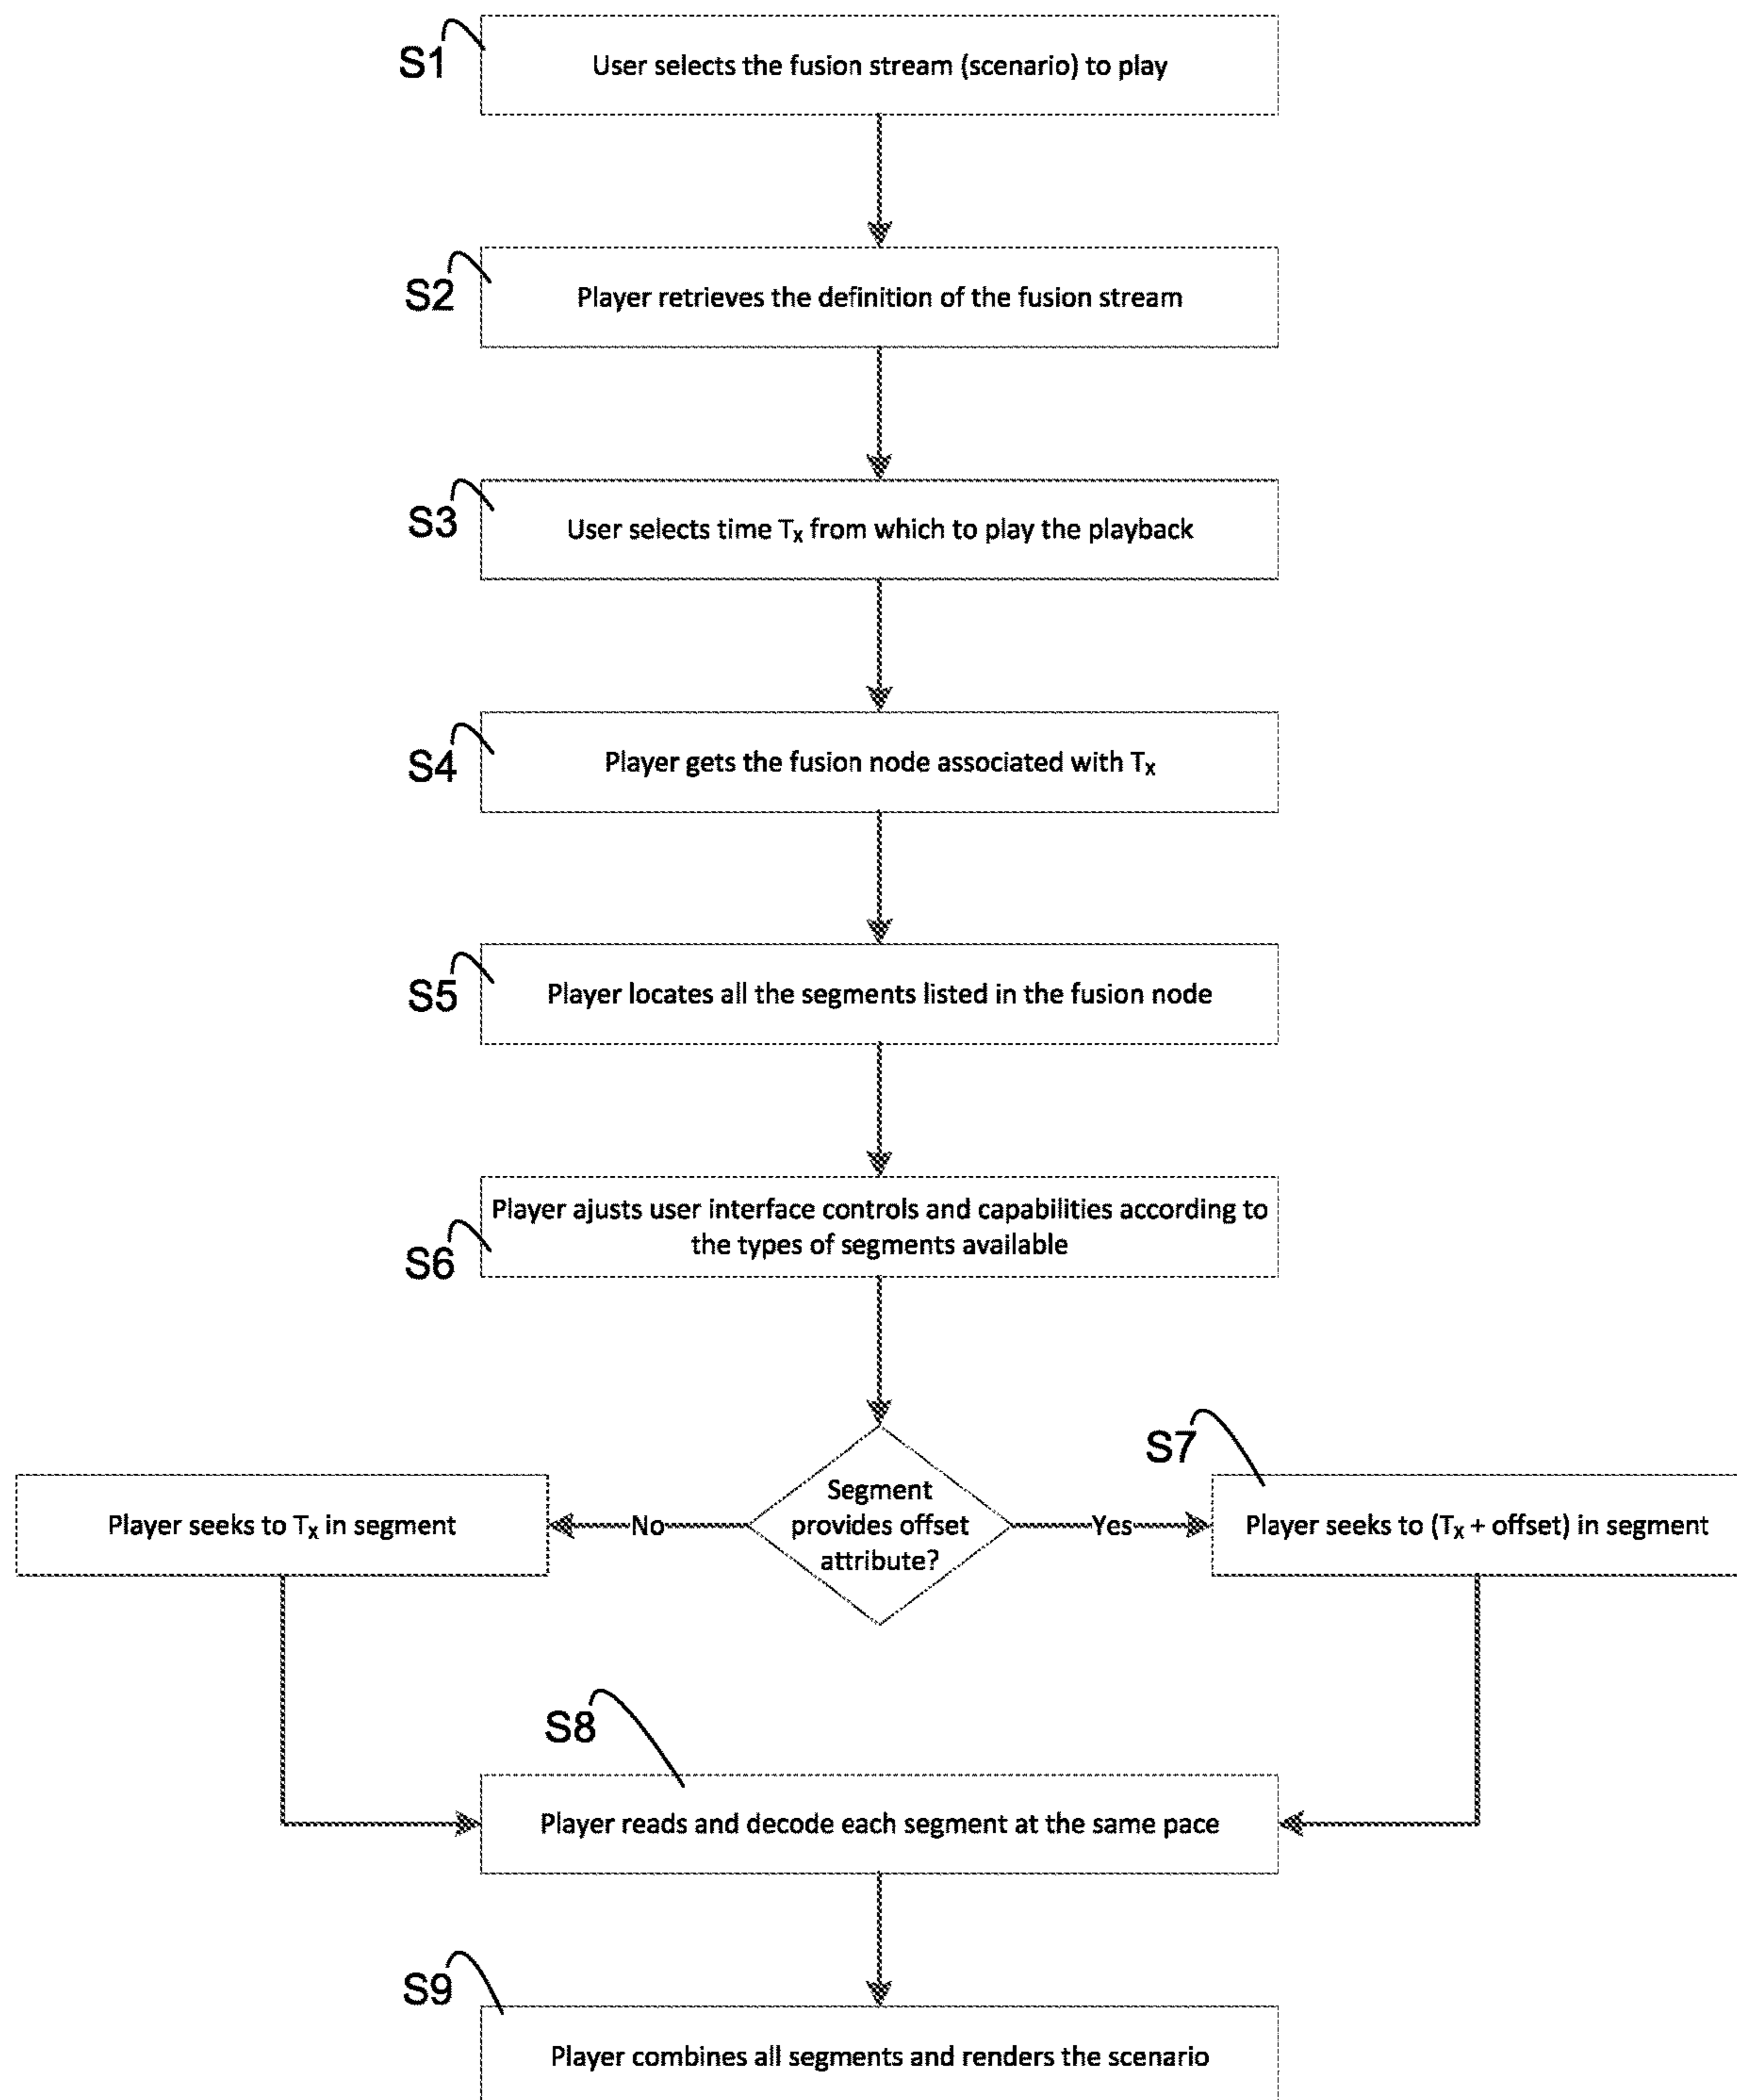 S1
User selects the fusion stream (scenario) to play
S2
Player retrieves the definition of the fusion stream
S3
User selects time Tx from which to play the playback
S4
Player gets the fusion node associated with Tx
S5
Player locates all the segments listed in the fusion node
S6
Player ajusts user interface controls and capabilities according to
the types of segments available
Segment
provides offset
attribute?
No
Yes
Player seeks to Tx in segment
S7
Player seeks to (Tx + offset) in segment
S8
Player reads and decode each segment at the same pace
S9
Player combines all segments and renders the scenario